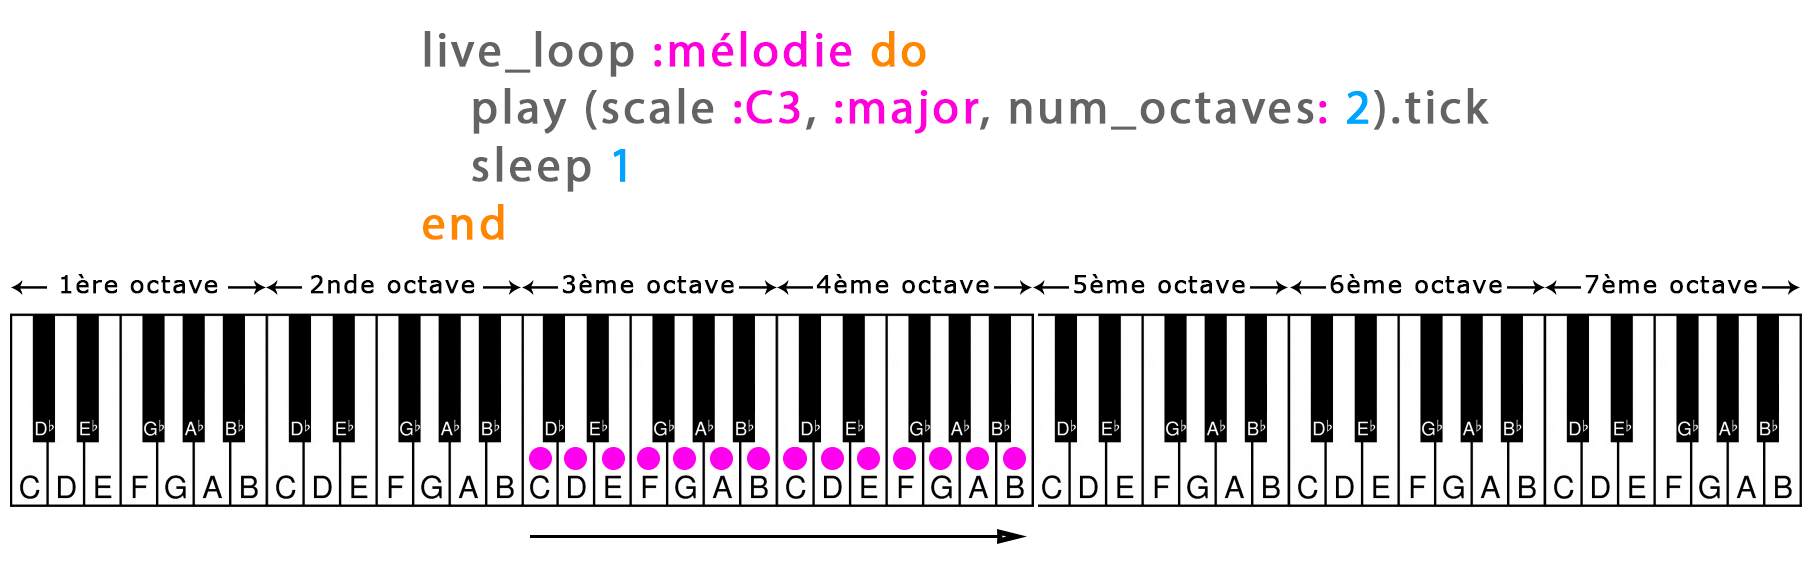 live_loop :mélodie do
play (scale :C3, :major, num_octaves: 2).tick
sleep 1
end
1ère octave 2nde octave 3ème octave 4ème octave 5ème octave 6ème octave 7ème octave
D♭ E♭ G♭ A♭ B♭ D♭ E♭ G♭ A♭ B♭ D♭ E♭ G♭ A♭ B♭ D♭ E♭ G♭ A♭ B♭ D♭ E♭ G♭ A♭ B♭ D♭ E♭ G♭ A♭ B♭ D♭ E♭ G♭ A♭ B♭
C D E F G A B C D E F G A B C D E F G A B C D E F G A B C D E F G A B C D E F G A B C D E F G A B